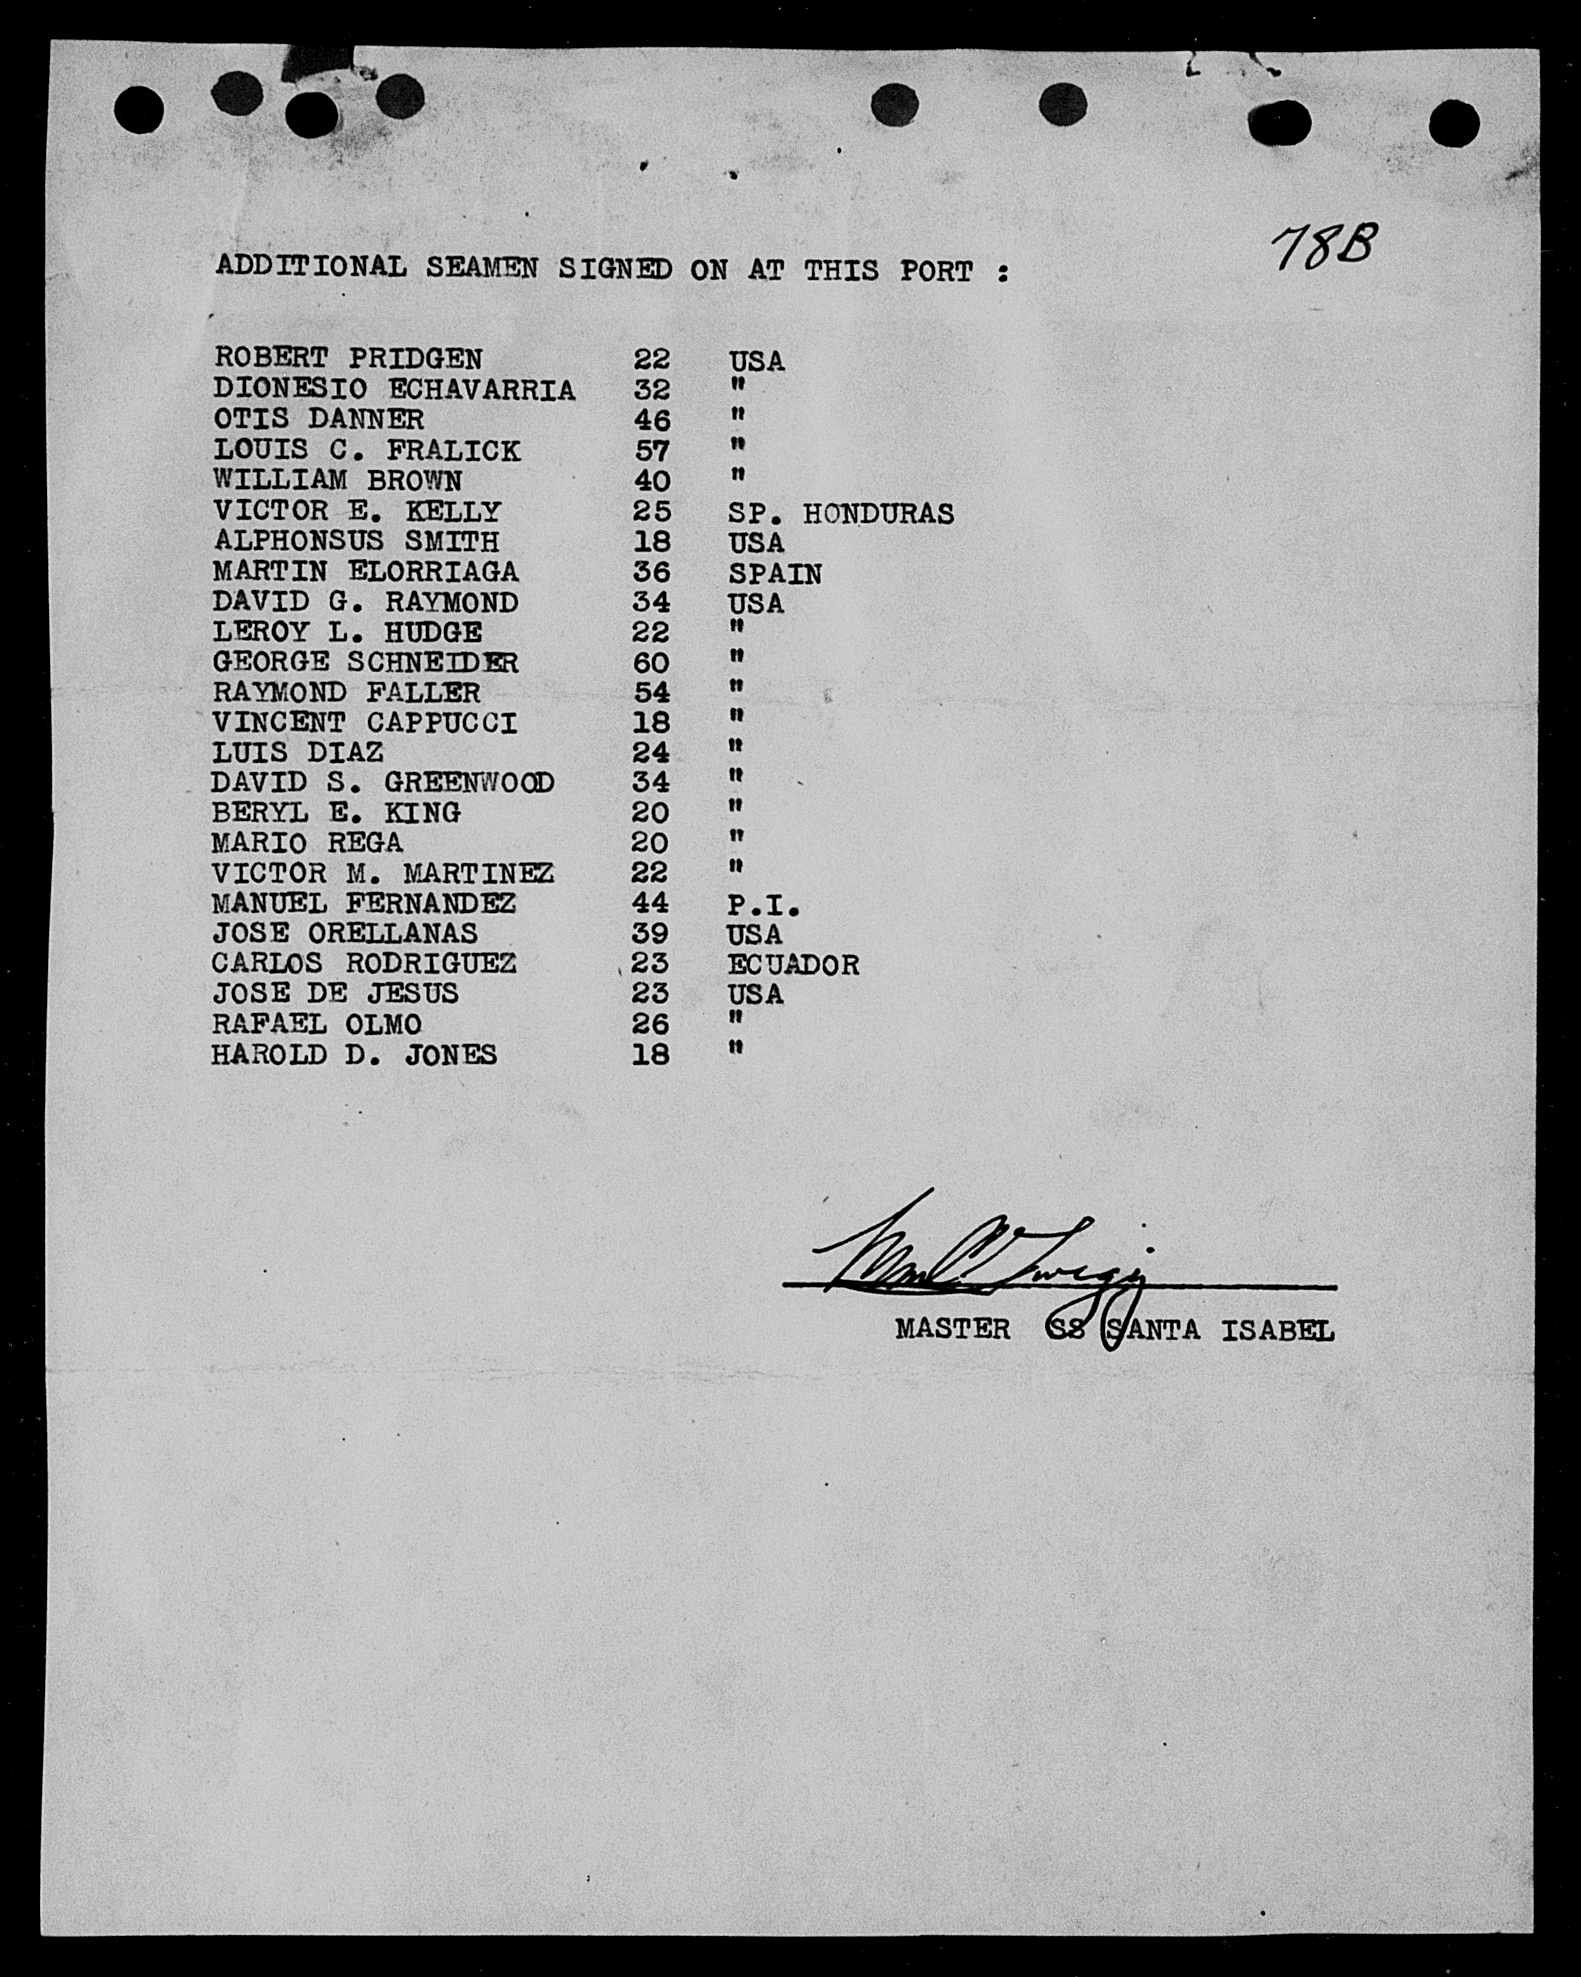 78B
ADDITIONAL SEAMEN SIGNED ON AT THIS PORT :
ROBERT PRIDGEN 22 USA
DIONESIO ECHAVARRIA 32 "
OTIS DANNER 46 "
LOUIS C. FRALICK 57 "
WILLIAM BROWN 40 "
VICTOR E. KELLY 25 SP. HONDURAS
ALPHONSUS SMITH 18 USA
MARTIN ELORRIAGA 36 SPAIN
DAVID G. RAYMOND 34 USA
LEROY L. HUDGE 22 "
GEORGE SCHNEIDER 60 "
RAYMOND FALLER 54 "
VINCENT CAPPUCCI 18 "
LUIS DIAZ 24 "
DAVID S. GREENWOOD 34 "
BERYL E. KING 20 "
MARIO REGA 20 "
VICTOR M. MARTINEZ 22 "
MANUEL FERNANDEZ 44 P.I.
JOSE ORELLANAS 39 USA
CARLOS RODRIGUEZ 23 ECUADOR
JOSE DE JESUS 23 USA
RAFAEL OLMO 26 "
HAROLD D. JONES 18 "
MASTER SS SANTA ISABEL